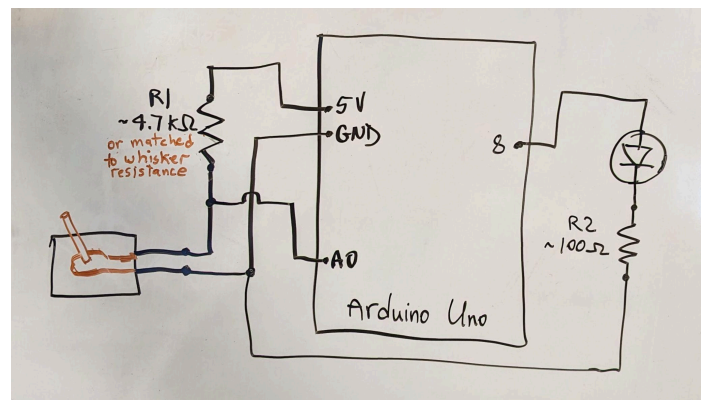 R1
~4.7kΩ
or matched
to whisker
resistance
5V
GND
8
A0
R2
~100Ω
Arduino Uno